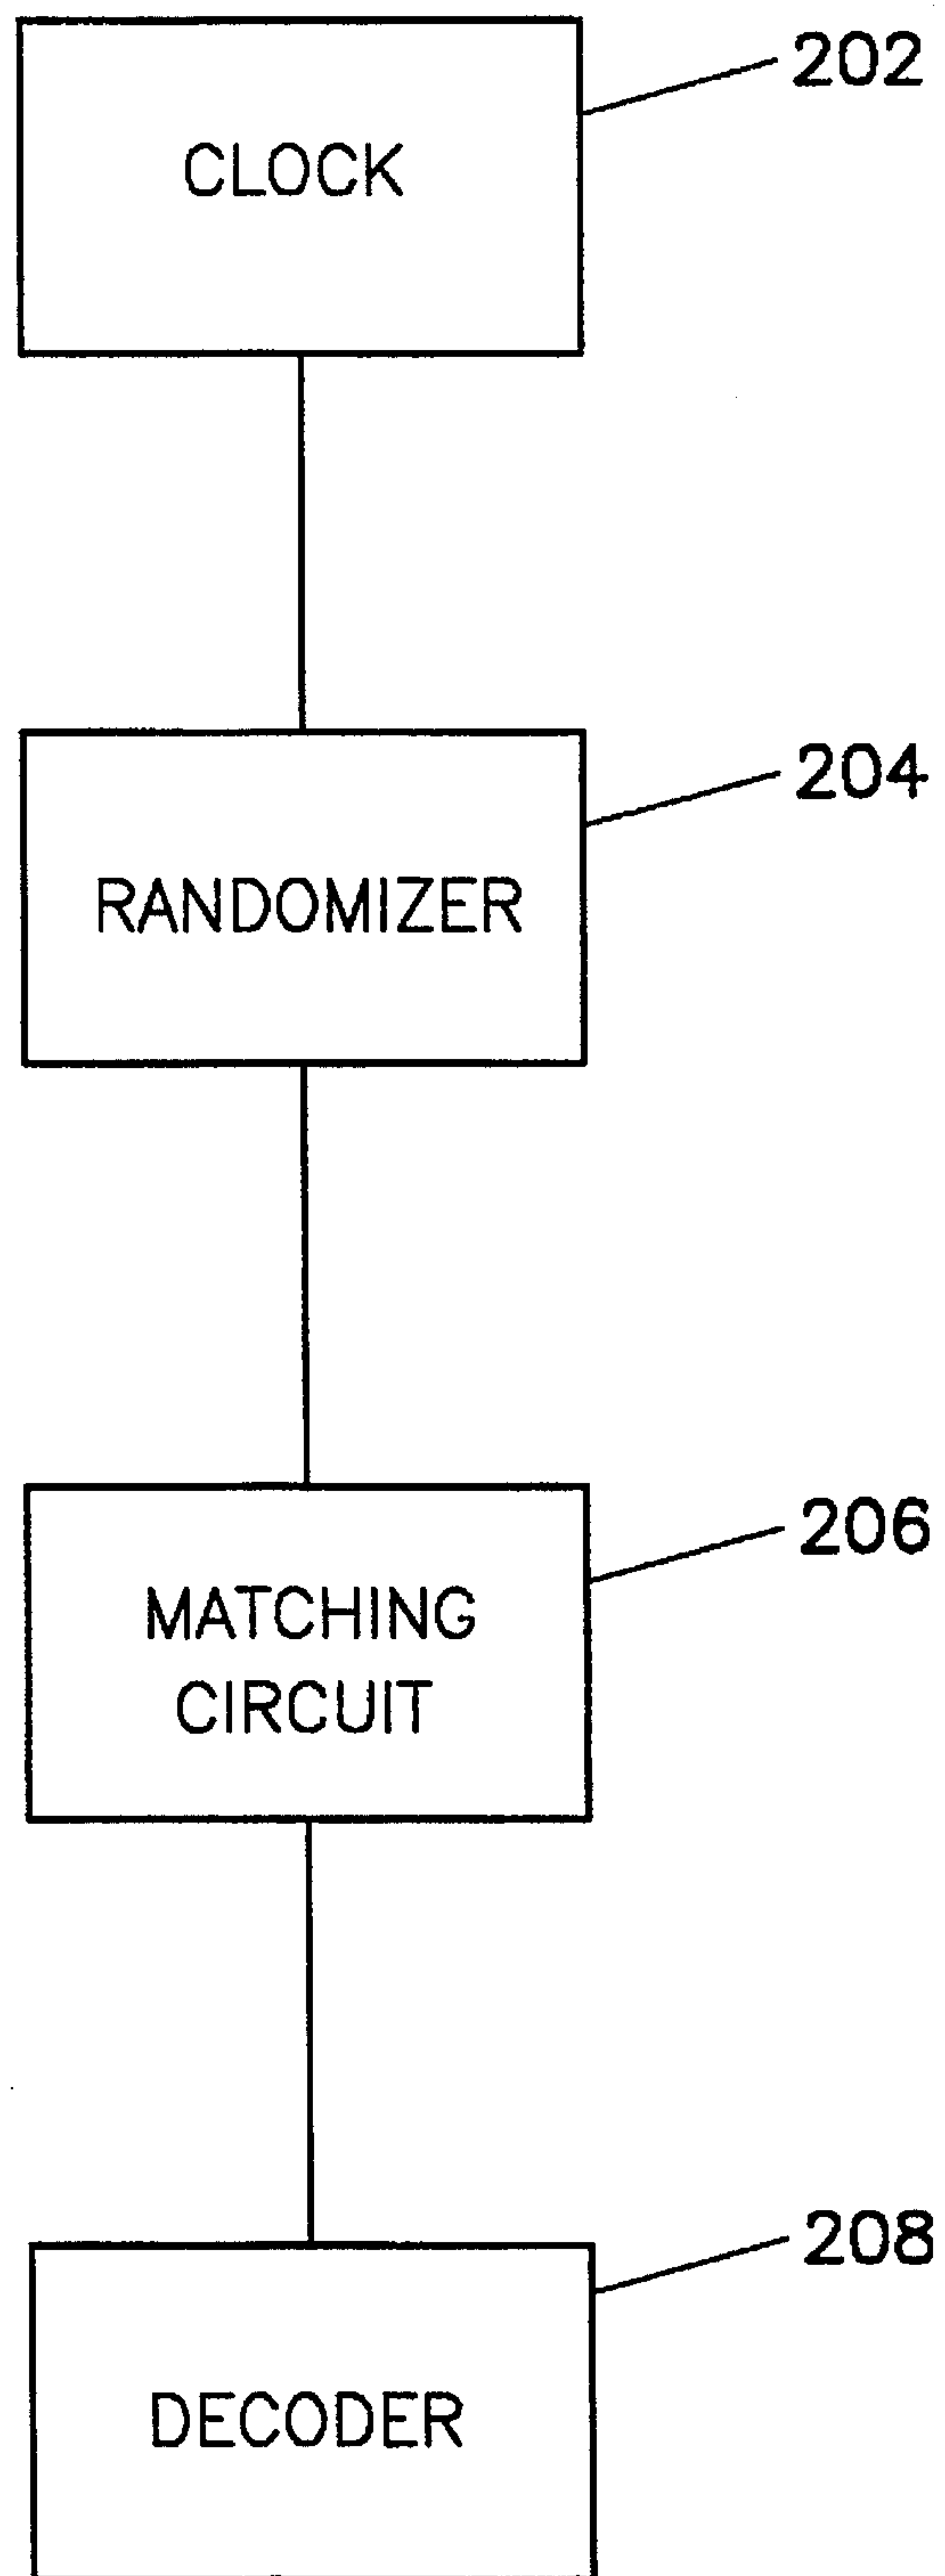 202
CLOCK
204
RANDOMIZER
206
MATCHING
CIRCUIT
208
DECODER